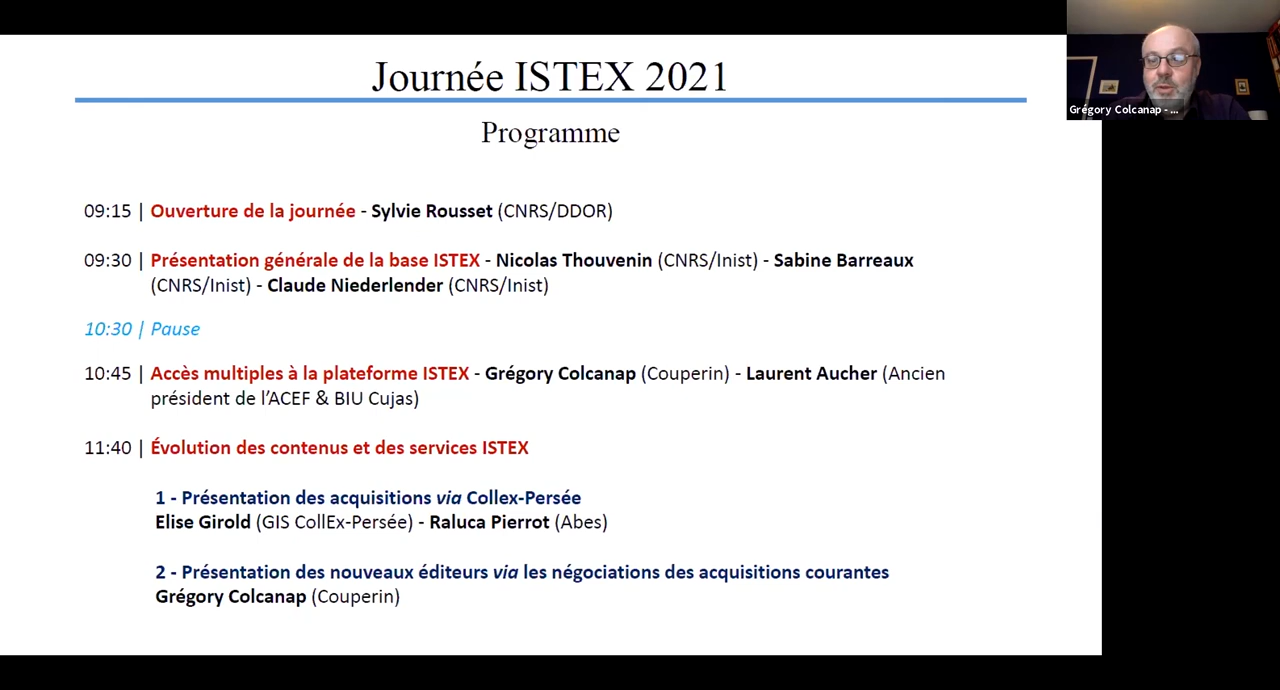 Journée ISTEX 2021
Grégory Colcanap - ...
Programme
09:15 | Ouverture de la journée - Sylvie Rousset (CNRS/DDOR)
09:30 | Présentation générale de la base ISTEX - Nicolas Thouvenin (CNRS/Inist) - Sabine Barreaux
(CNRS/Inist) - Claude Niederlender (CNRS/Inist)
10:30 | Pause
10:45 | Accès multiples à la plateforme ISTEX - Grégory Colcanap (Couperin) - Laurent Aucher (Ancien
président de l'ACEF & BIU Cujas)
11:40 | Évolution des contenus et des services ISTEX
1 - Présentation des acquisitions via Collex-Persée
Elise Girold (GIS CollEx-Persée) - Raluca Pierrot (Abes)
2 - Présentation des nouveaux éditeurs via les négociations des acquisitions courantes
Grégory Colcanap (Couperin)